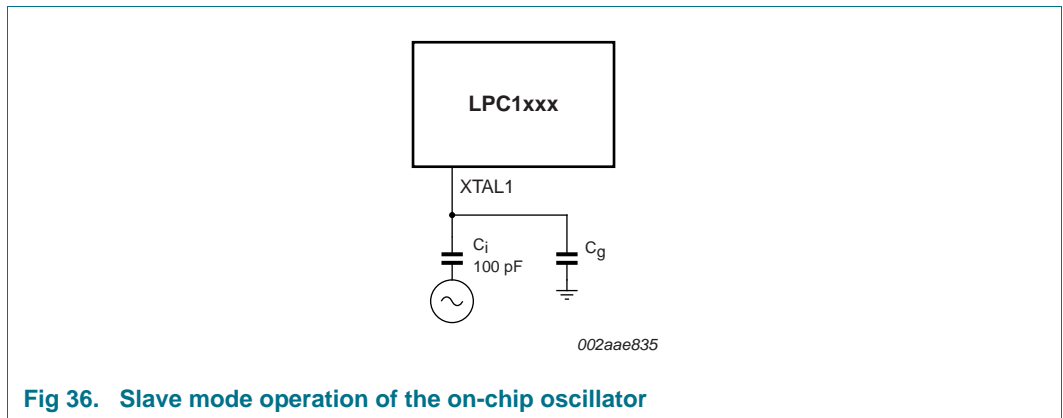 LPC1xxx
XTAL1
Ci
100 pF
Cg
002aae835
Fig 36. Slave mode operation of the on-chip oscillator